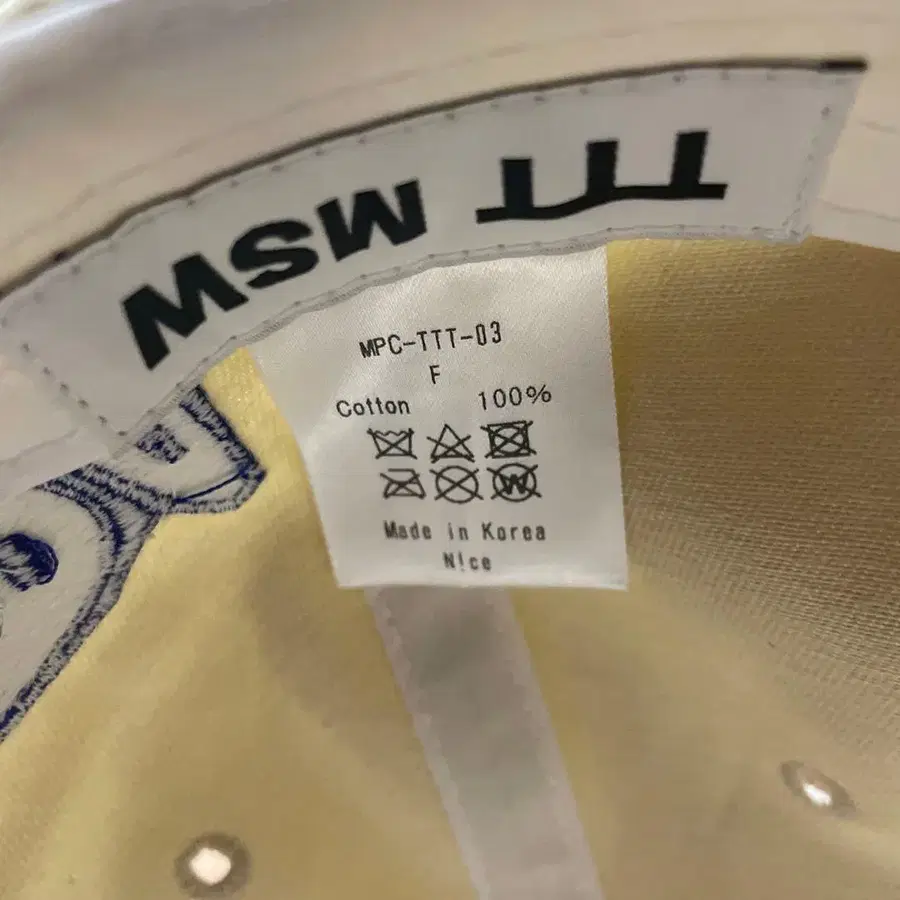 TTT MSW
MPC-TTT-03
F
Cotton 100%
W
Made in Korea
N!ce